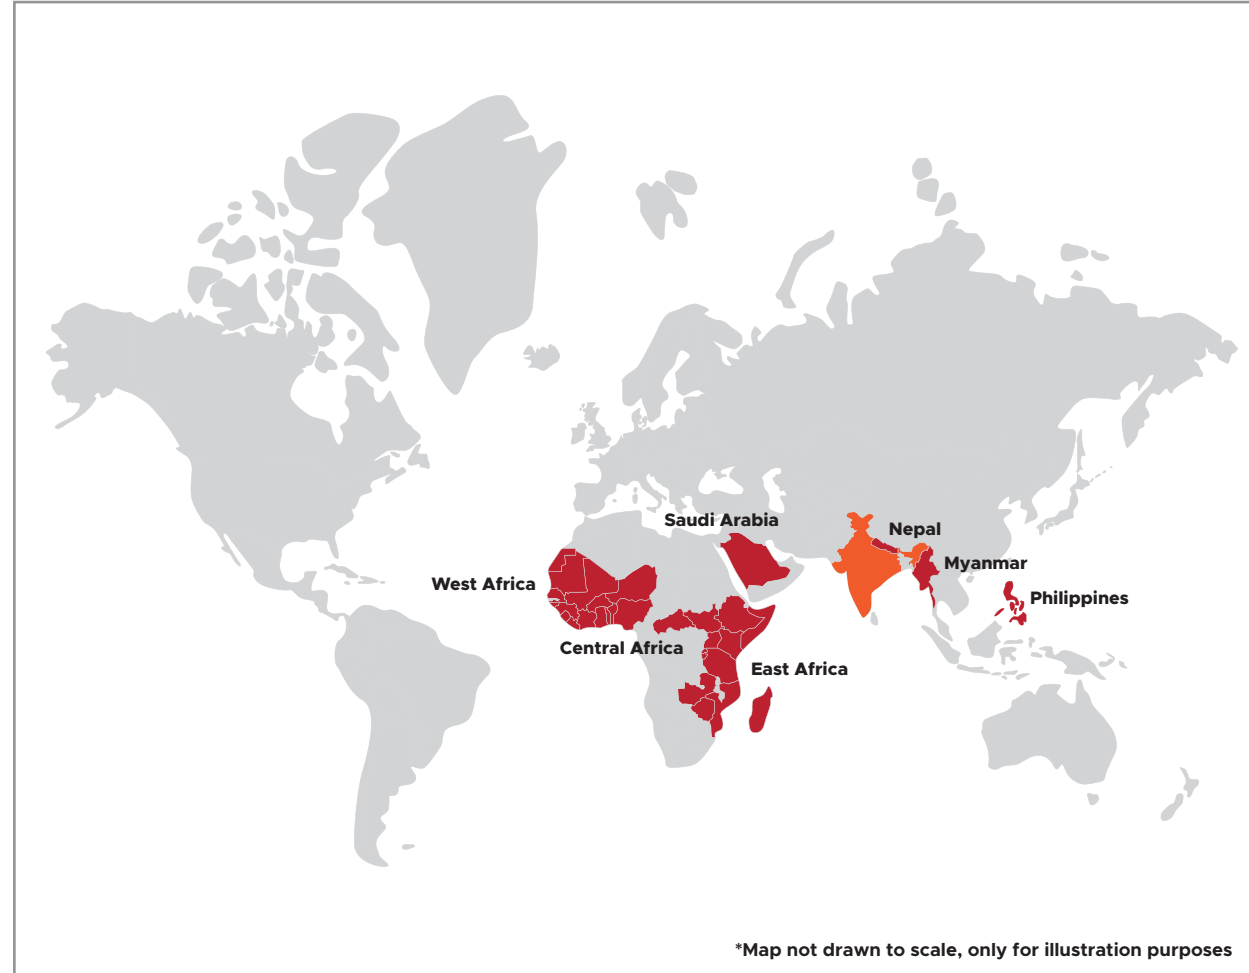 Saudi Arabia
Nepal
Myanmar
West Africa
Philippines
Central Africa
East Africa
*Map not drawn to scale, only for illustration purposes